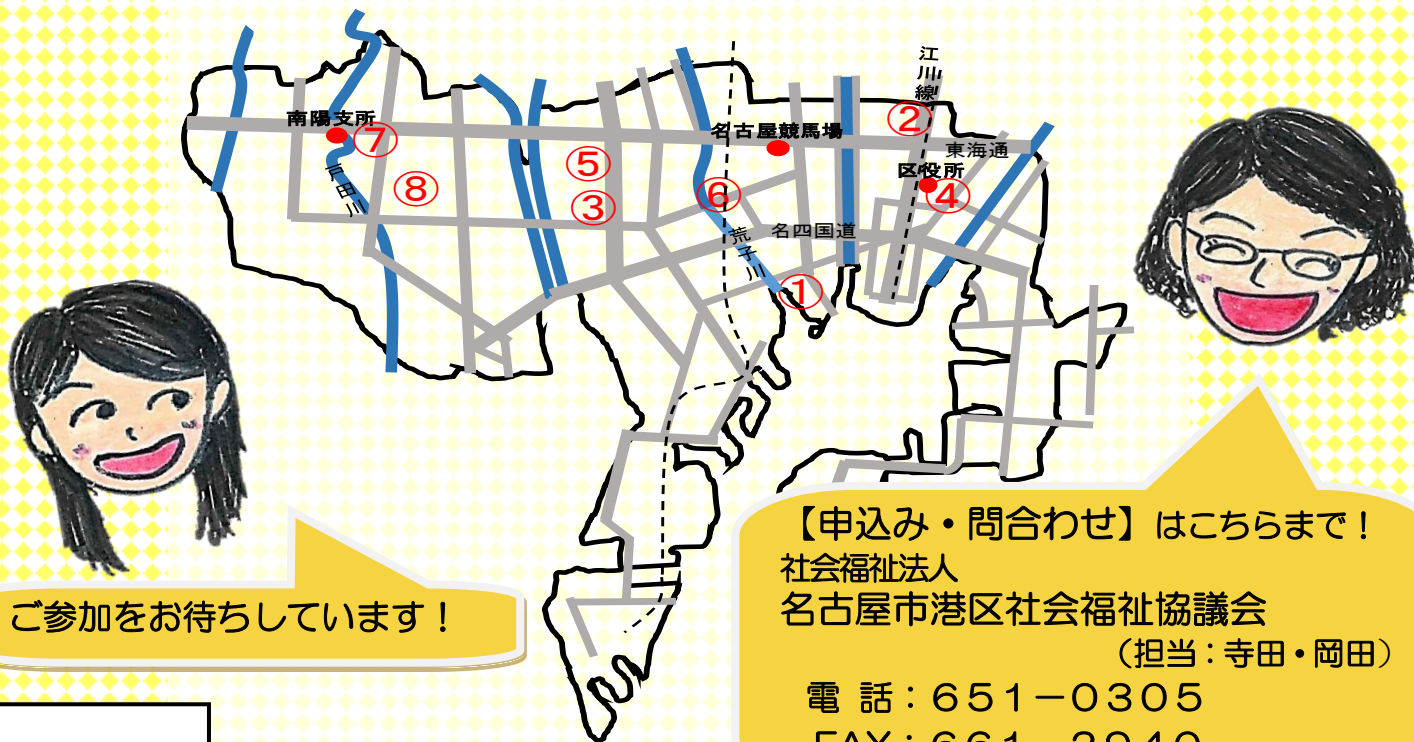 江川線
南陽支所
⑦
名古屋競馬場
②
東海通
⑤
区役所
⑧
③
⑥
④
戸田川
名四国道
荒子川
①
【申込み・問合わせ】はこちらまで！
社会福祉法人
名古屋市港区社会福祉協議会
（担当：寺田・岡田）
電 話：６５１－０３０５
ご参加をお待ちしています！